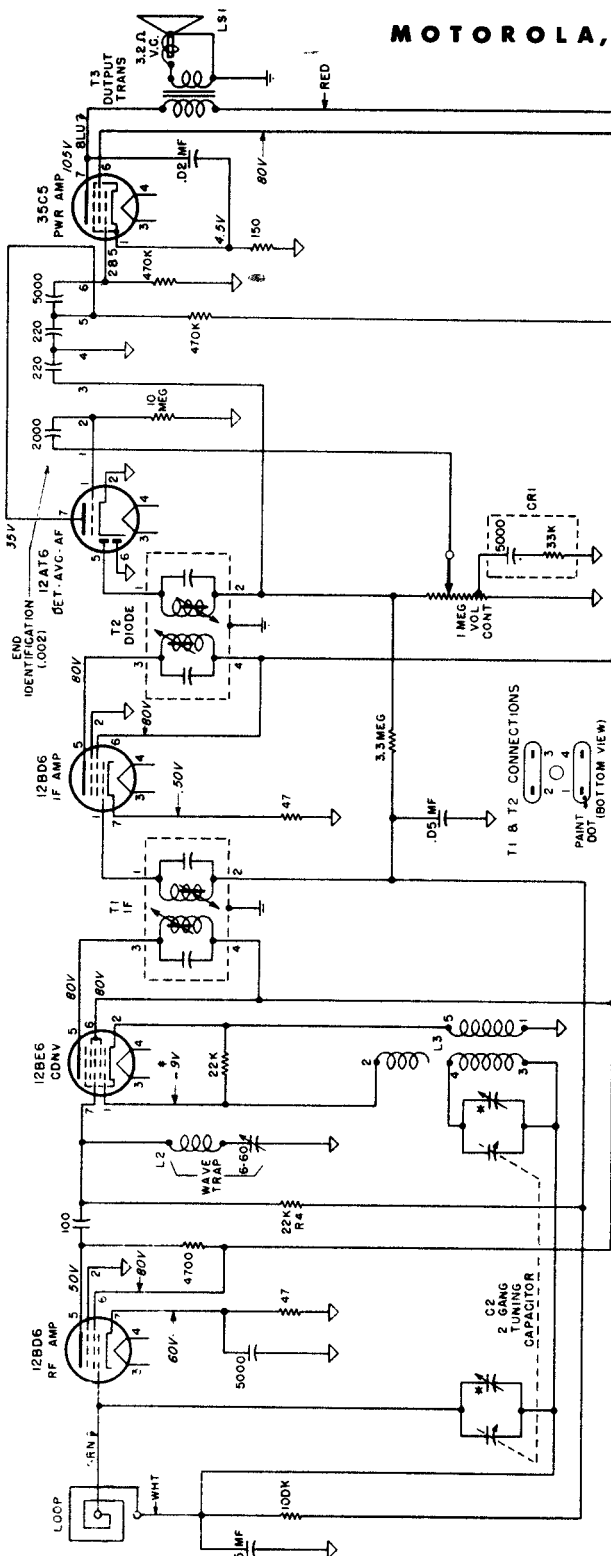 MOTOROLA,
LOOP
WHT
100K
MF
12BD6
RF AMP
50V
5
2
6
80V
7
60V
3
4
5000
47
4700
100
22K
R4
C2
2 GANG
TUNING
CAPACITOR
*
L2
WAVE
TRAP
6-60
12BE6
CONV
80V
5
6
7
1
2
3
4
*
-.9V
22K
2
L3
5
4
1
3
*
T1
IF
3
1
4
2
12BD6
IF AMP
80V
5
2
6
80V
1
7
3
4
.50V
47
.05 MF
3.3 MEG
T2
DIODE
3
1
4
2
T1 & T2 CONNECTIONS
2
3
1
4
PAINT
DOT
(BOTTOM VIEW)
END
IDENTIFICATION
(.002)
12AT6
DET-AVC-AF
35V
7
1
5
2
6
3
4
2000
1
2
10
MEG
1 MEG
VOL
CONT
CR1
5000
33K
220
220
5000
3
4
5
6
470K
470K
35C5
PWR AMP
105V
BLU
7
6
2&5
1
3
4
4.5V
150
.02 MF
80V
T3
OUTPUT
TRANS
RED
3.2Ω
V.C.
LS1